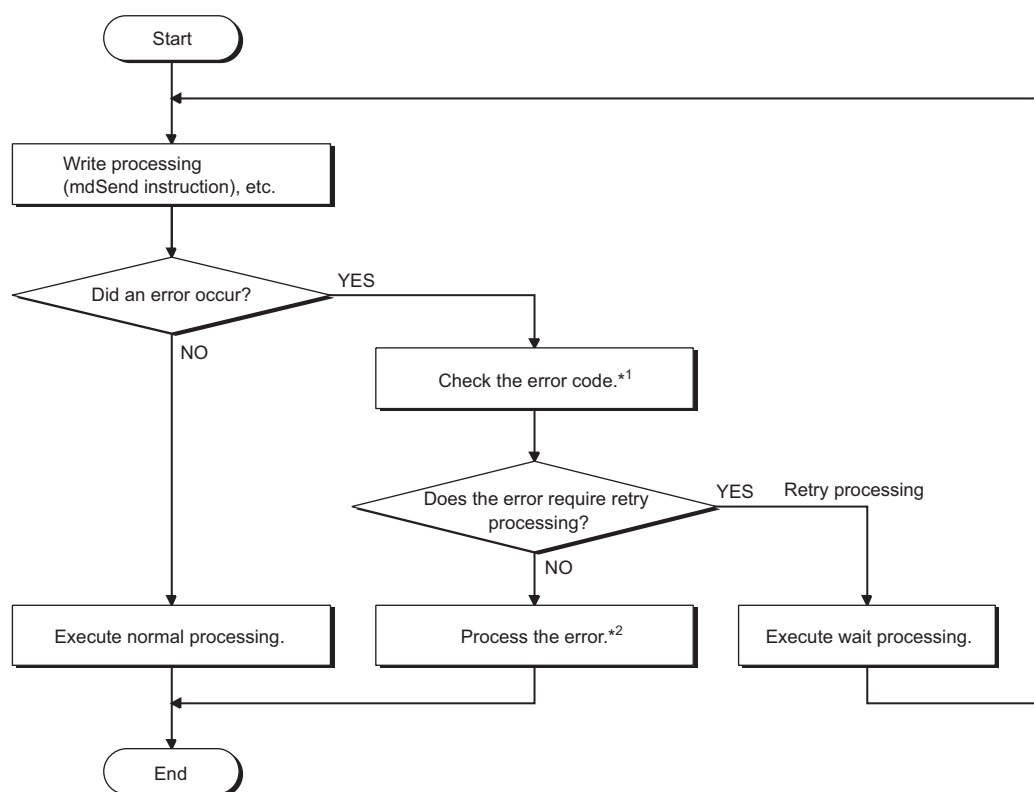 Start
Write processing
(mdSend instruction), etc.
Did an error occur?
YES
NO
Check the error code.*1
Does the error require retry
processing?
YES
Retry processing
NO
Execute normal processing.
Process the error.*2
Execute wait processing.
End